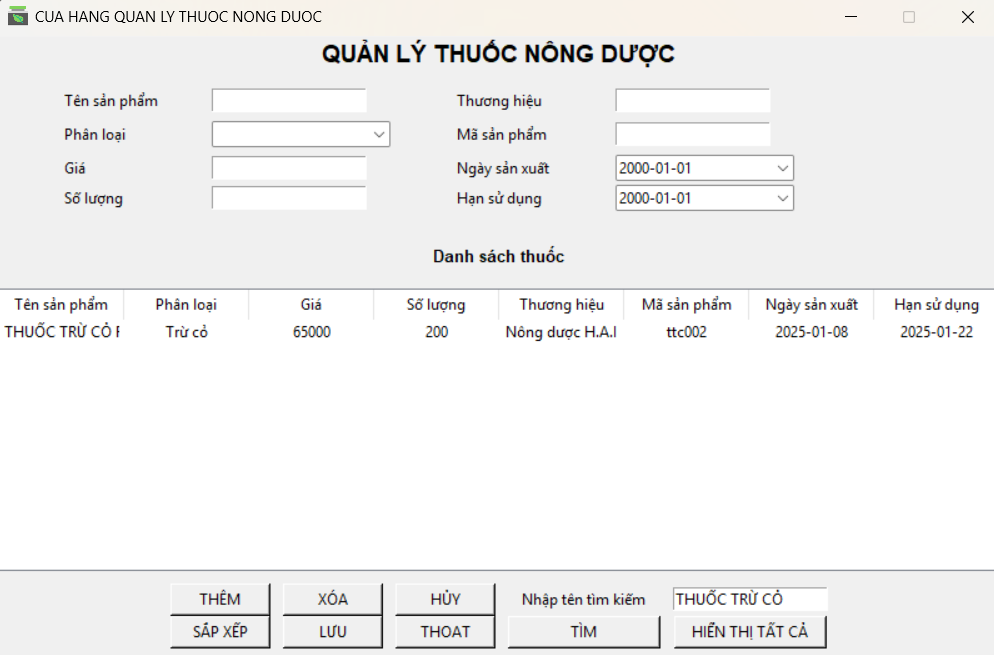 CUA HANG QUAN LY THUOC NONG DUOC
QUẢN LÝ THUỐC NÔNG DƯỢC
Tên sản phẩm Thương hiệu
Phân loại Mã sản phẩm
Giá Ngày sản xuất 2000-01-01
Số lượng Hạn sử dụng 2000-01-01
Danh sách thuốc
Tên sản phẩm Phân loại Giá Số lượng Thương hiệu Mã sản phẩm Ngày sản xuất Hạn sử dụng
THUỐC TRỪ CỎ Trừ cỏ 65000 200 Nông dược H.A.I ttc002 2025-01-08 2025-01-22
THÊM XÓA HỦY Nhập tên tìm kiếm THUỐC TRỪ CỎ
SẮP XẾP LƯU THOAT TÌM HIỂN THỊ TẤT CẢ